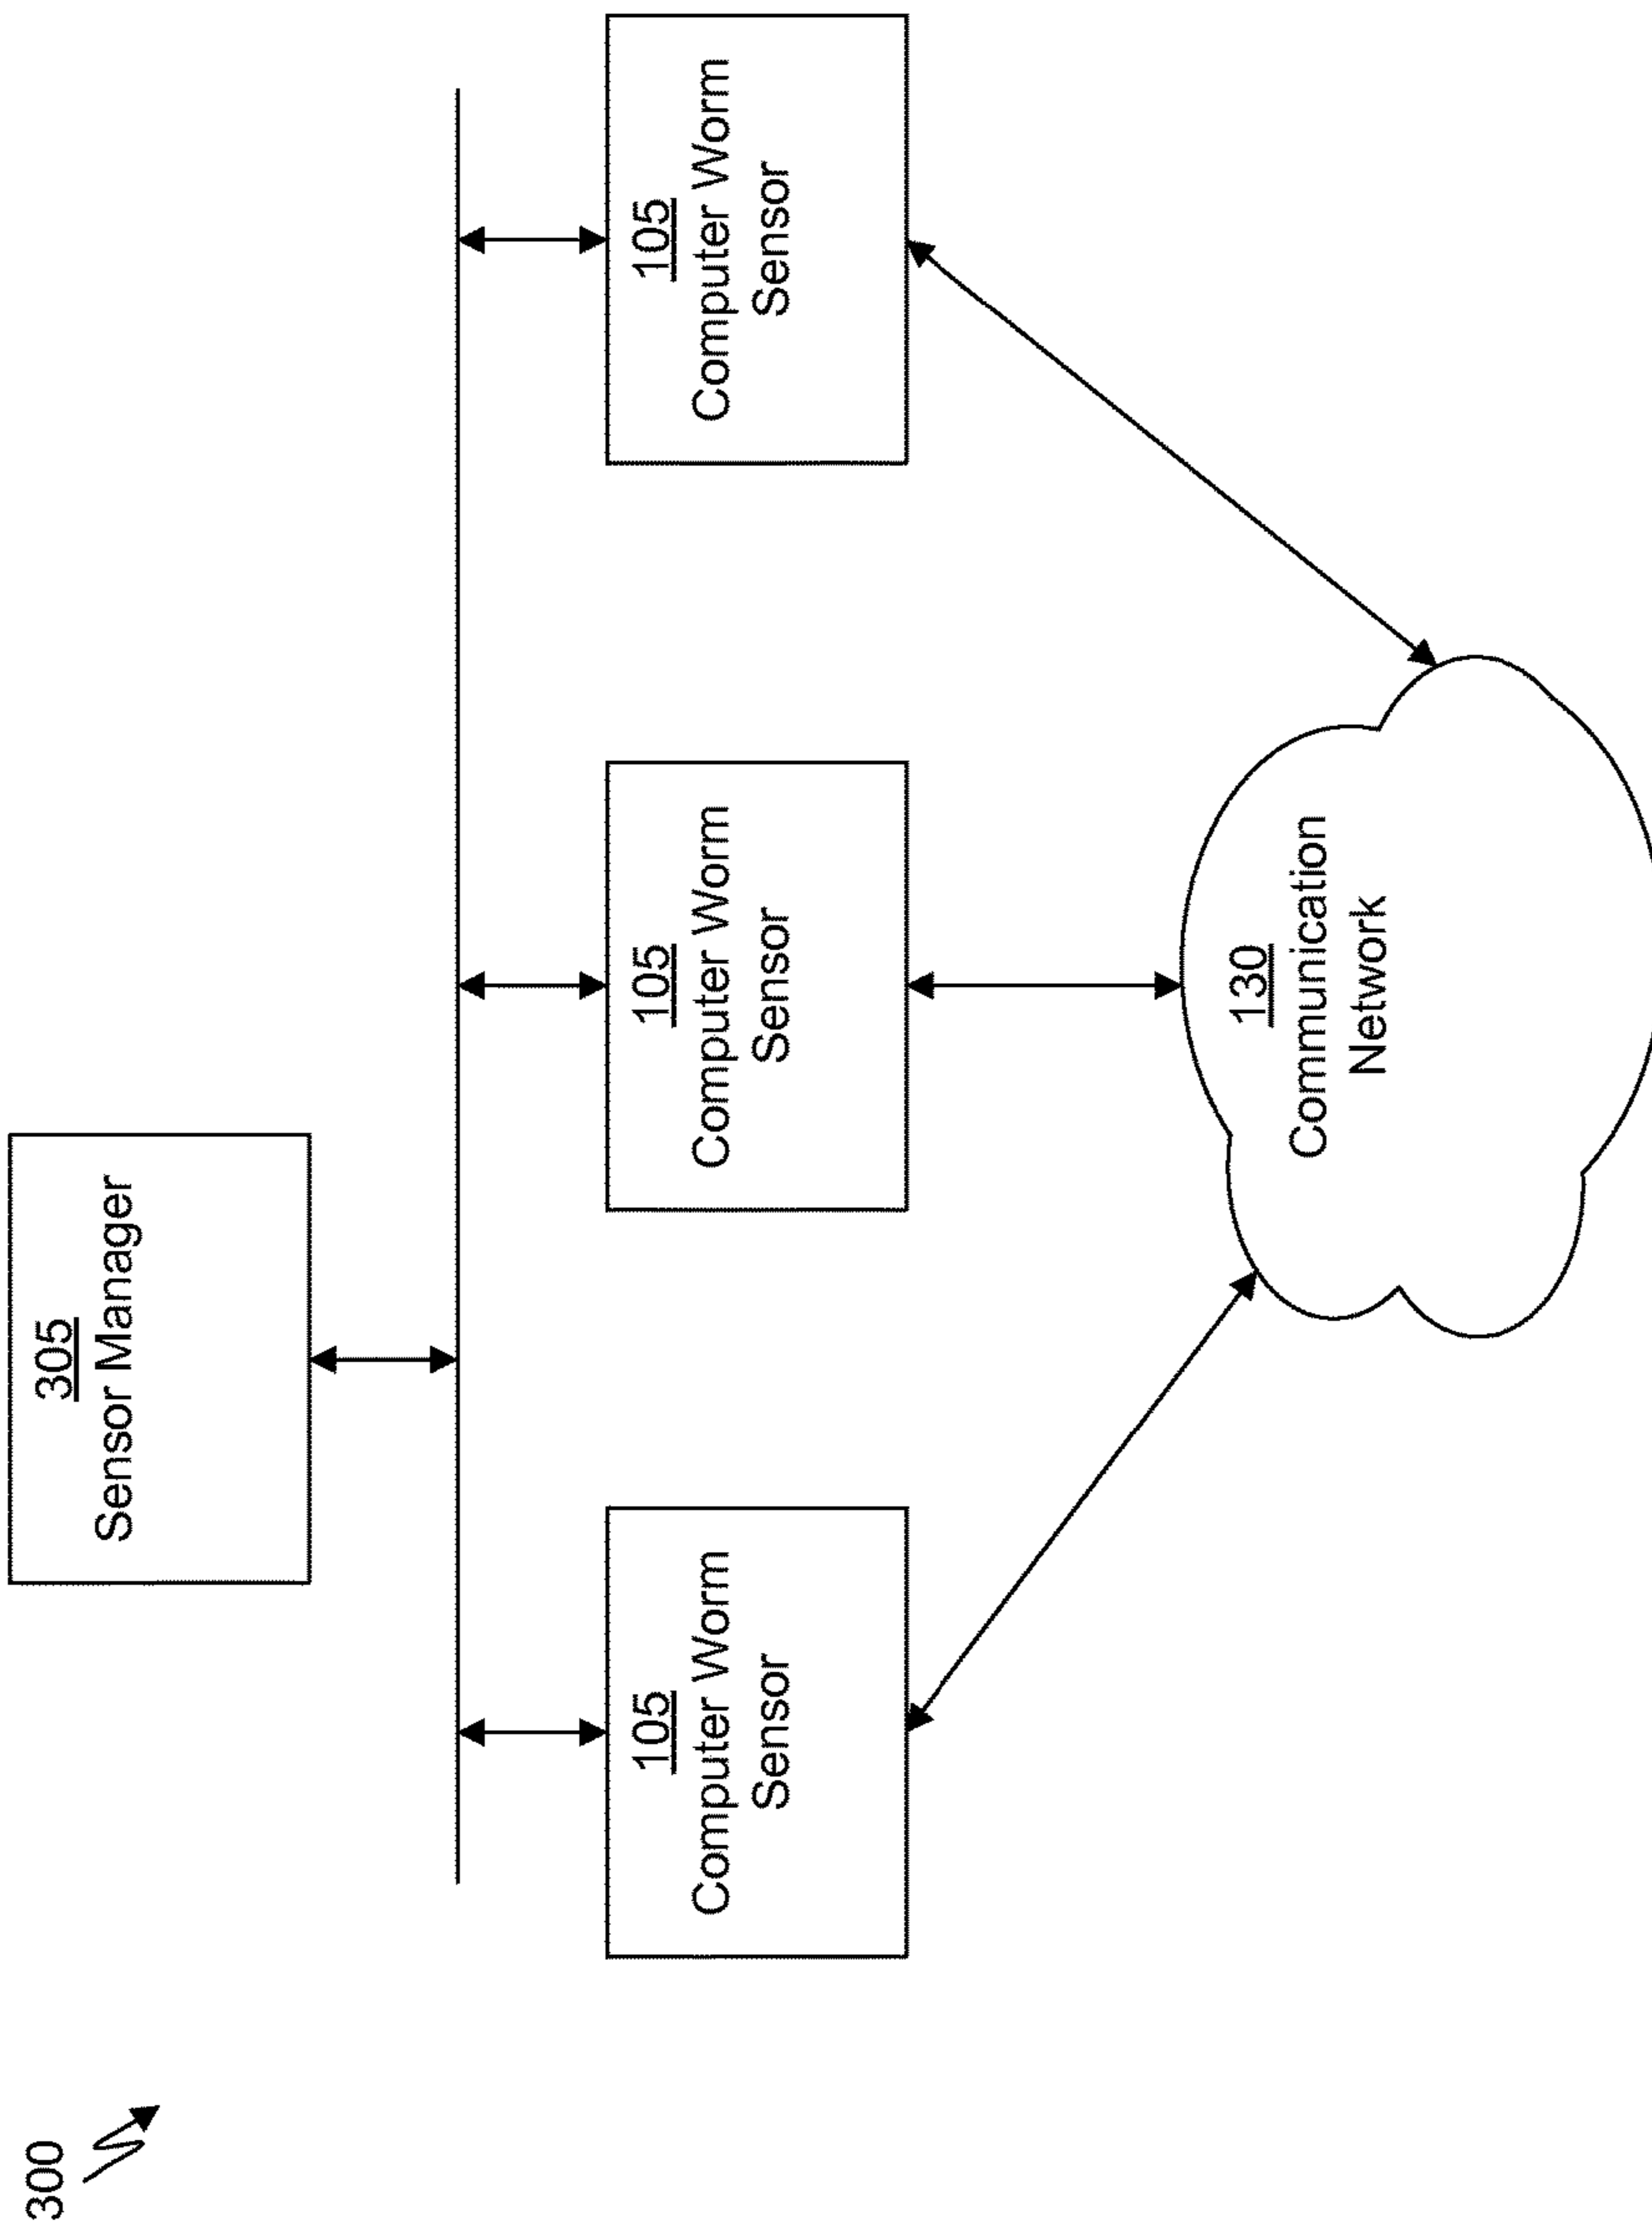 300
305
Sensor Manager
105
Computer Worm
Sensor
105
Computer Worm
Sensor
105
Computer Worm
Sensor
130
Communication
Network